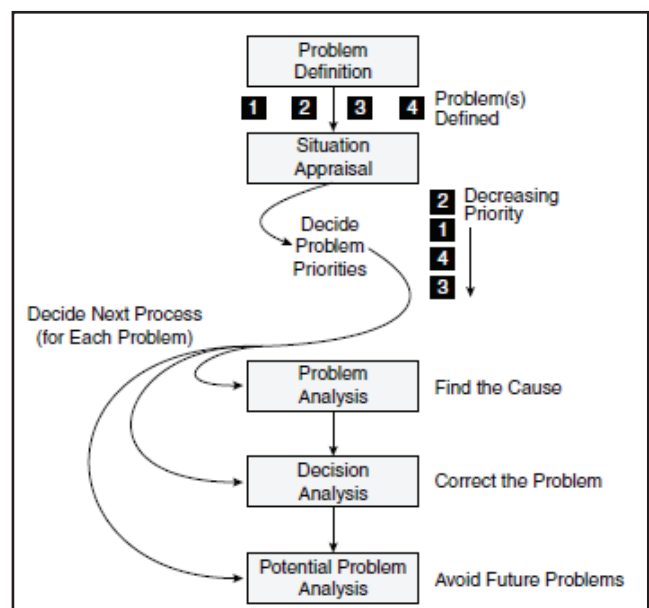 Problem
Definition
1 2 3 4
Problem(s)
Defined
Situation
Appraisal
Decide
Problem
Priorities
2
1
4
3
Decreasing
Priority
Decide Next Process
(for Each Problem)
Problem
Analysis
Find the Cause
Decision
Analysis
Correct the Problem
Potential Problem
Analysis
Avoid Future Problems